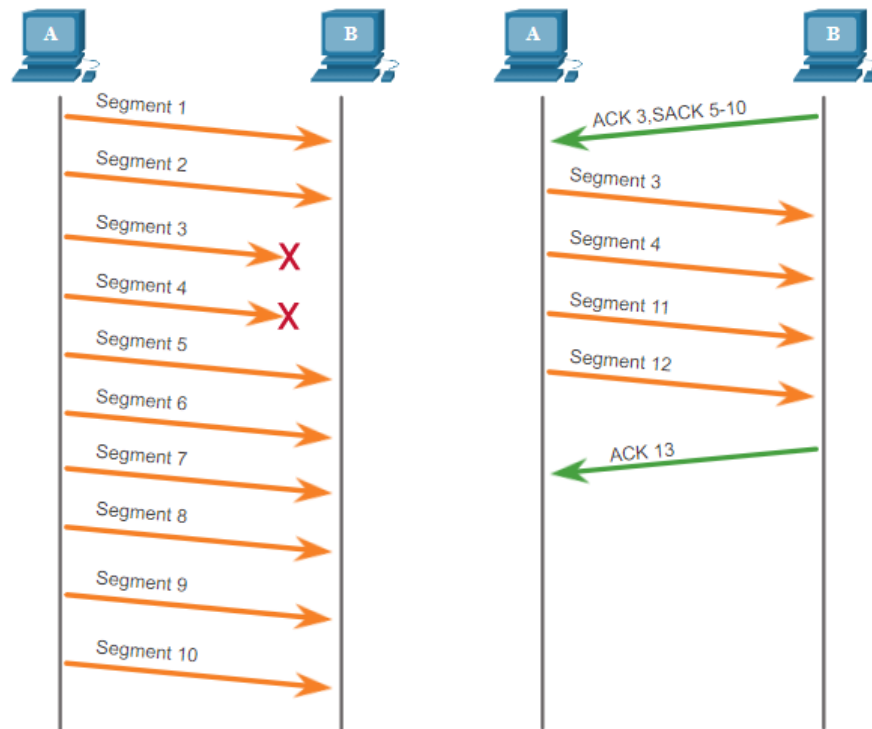 A
B
Segment 1
Segment 2
Segment 3
X
Segment 4
X
Segment 5
Segment 6
Segment 7
Segment 8
Segment 9
Segment 10
A
B
ACK 3,SACK 5-10
Segment 3
Segment 4
Segment 11
Segment 12
ACK 13